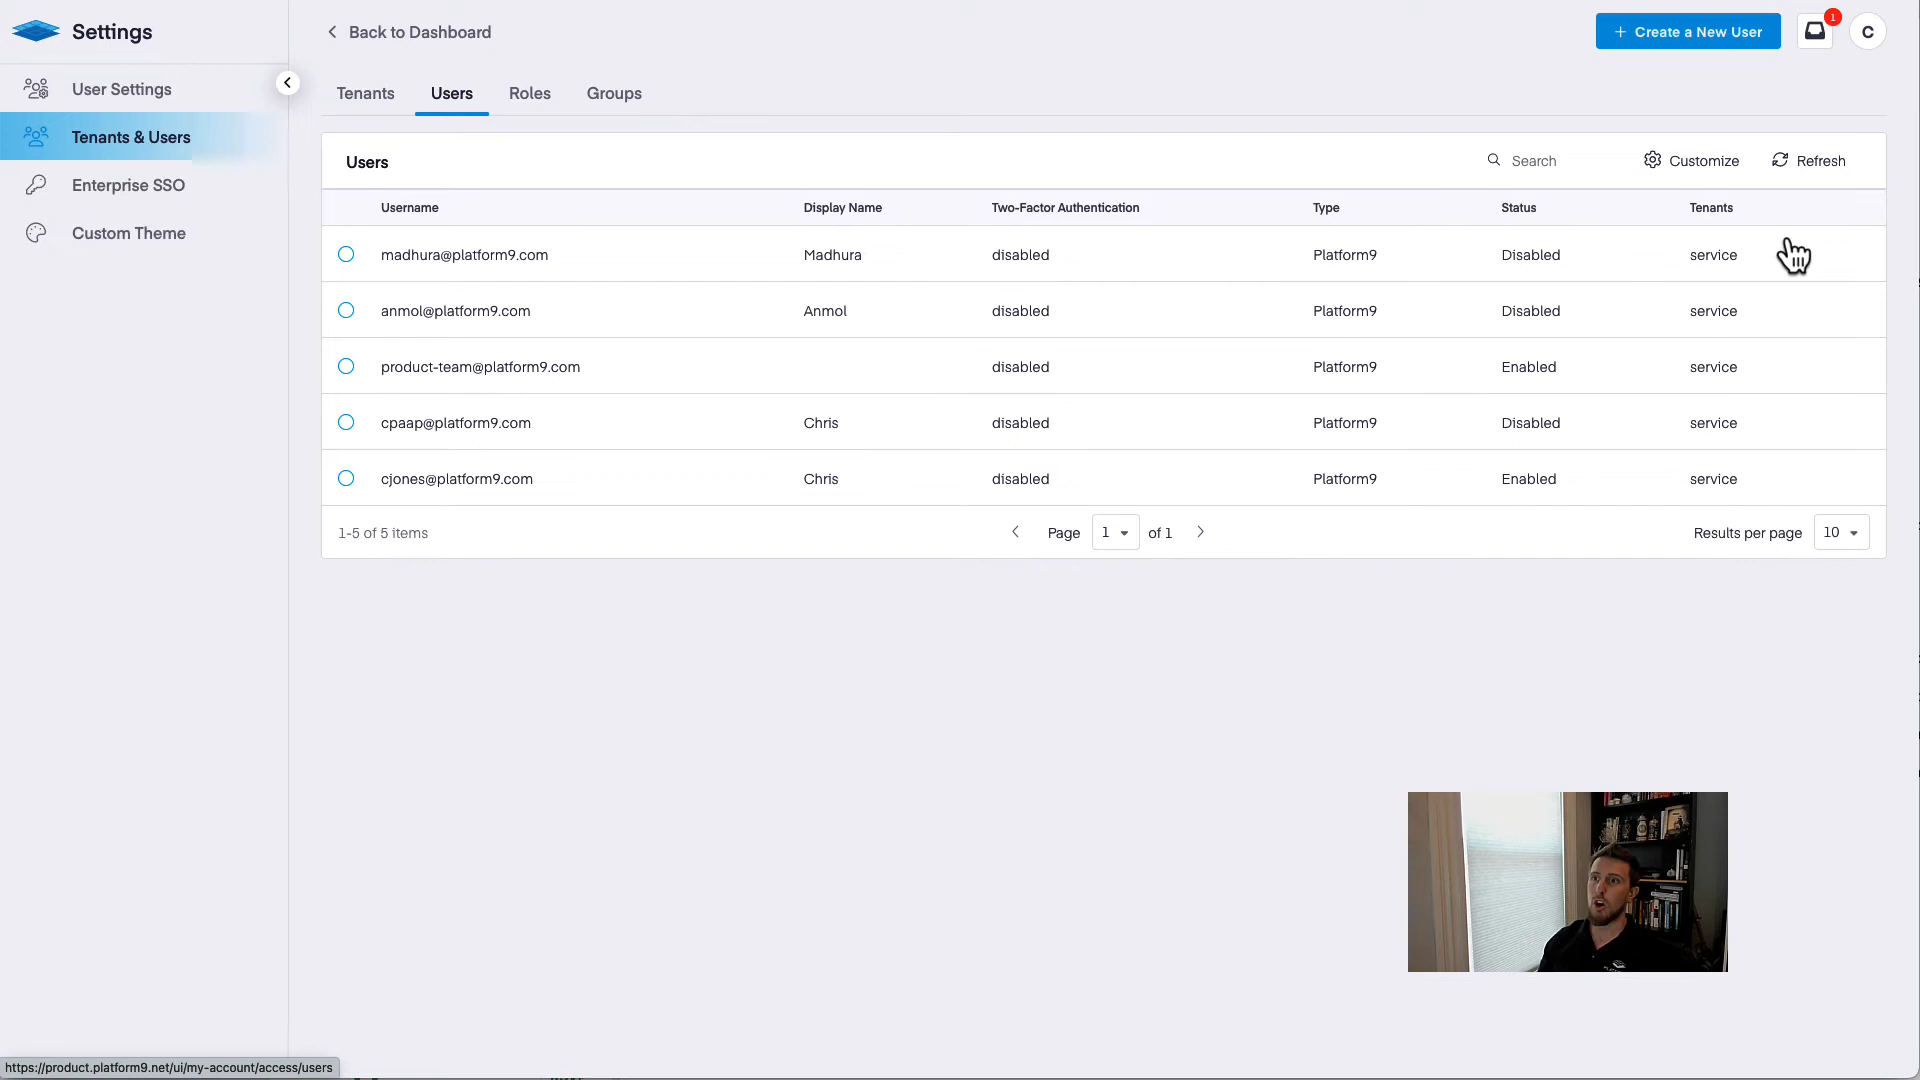 Settings
Back to Dashboard
+ Create a New User
1
C
User Settings
Tenants & Users
Enterprise SSO
Custom Theme
Tenants Users Roles Groups
Users
Search Customize Refresh
Username Display Name Two-Factor Authentication Type Status Tenants
madhura@platform9.com Madhura disabled Platform9 Disabled service
anmol@platform9.com Anmol disabled Platform9 Disabled service
product-team@platform9.com disabled Platform9 Enabled service
cpaap@platform9.com Chris disabled Platform9 Disabled service
cjones@platform9.com Chris disabled Platform9 Enabled service
1-5 of 5 items Page 1 of 1 Results per page 10
https://product.platform9.net/ui/my-account/access/users